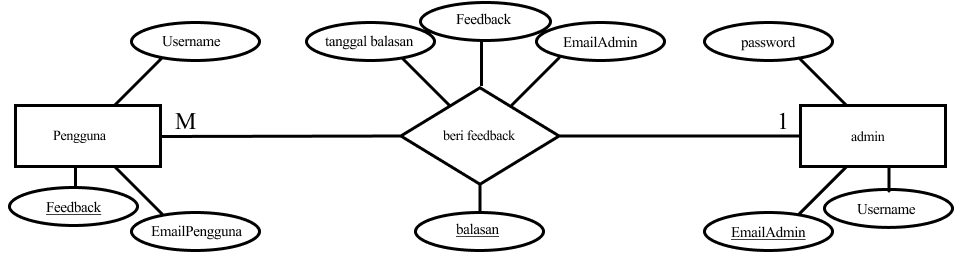 Feedback
Username
tanggal balasan
EmailAdmin
password
M
1
Pengguna
beri feedback
admin
Feedback
Username
EmailPengguna
balasan
EmailAdmin